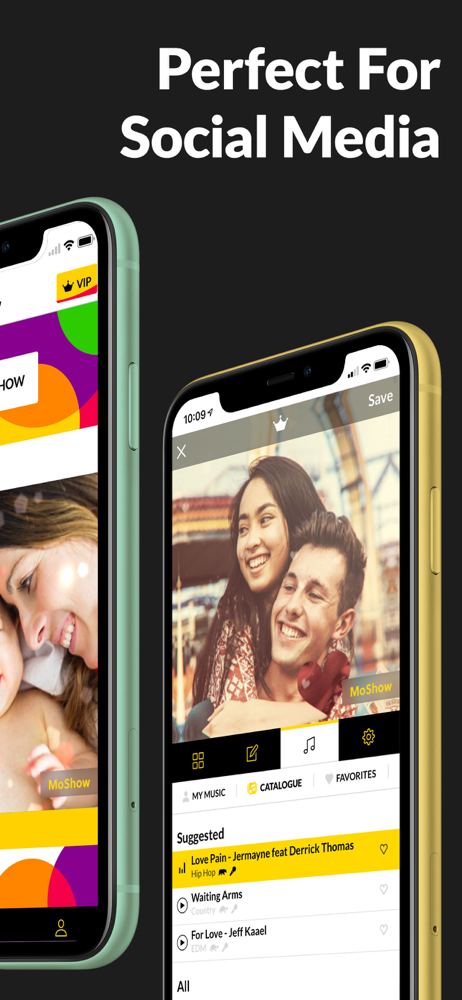 Perfect For
Social Media
VIP
HOW
MoShow
10:09
Save
MoShow
MY MUSIC
CATALOGUE
FAVORITES
Suggested
Love Pain - Jermayne feat Derrick Thomas
Hip Hop
Waiting Arms
Country
For Love - Jeff Kaael
EDM
All